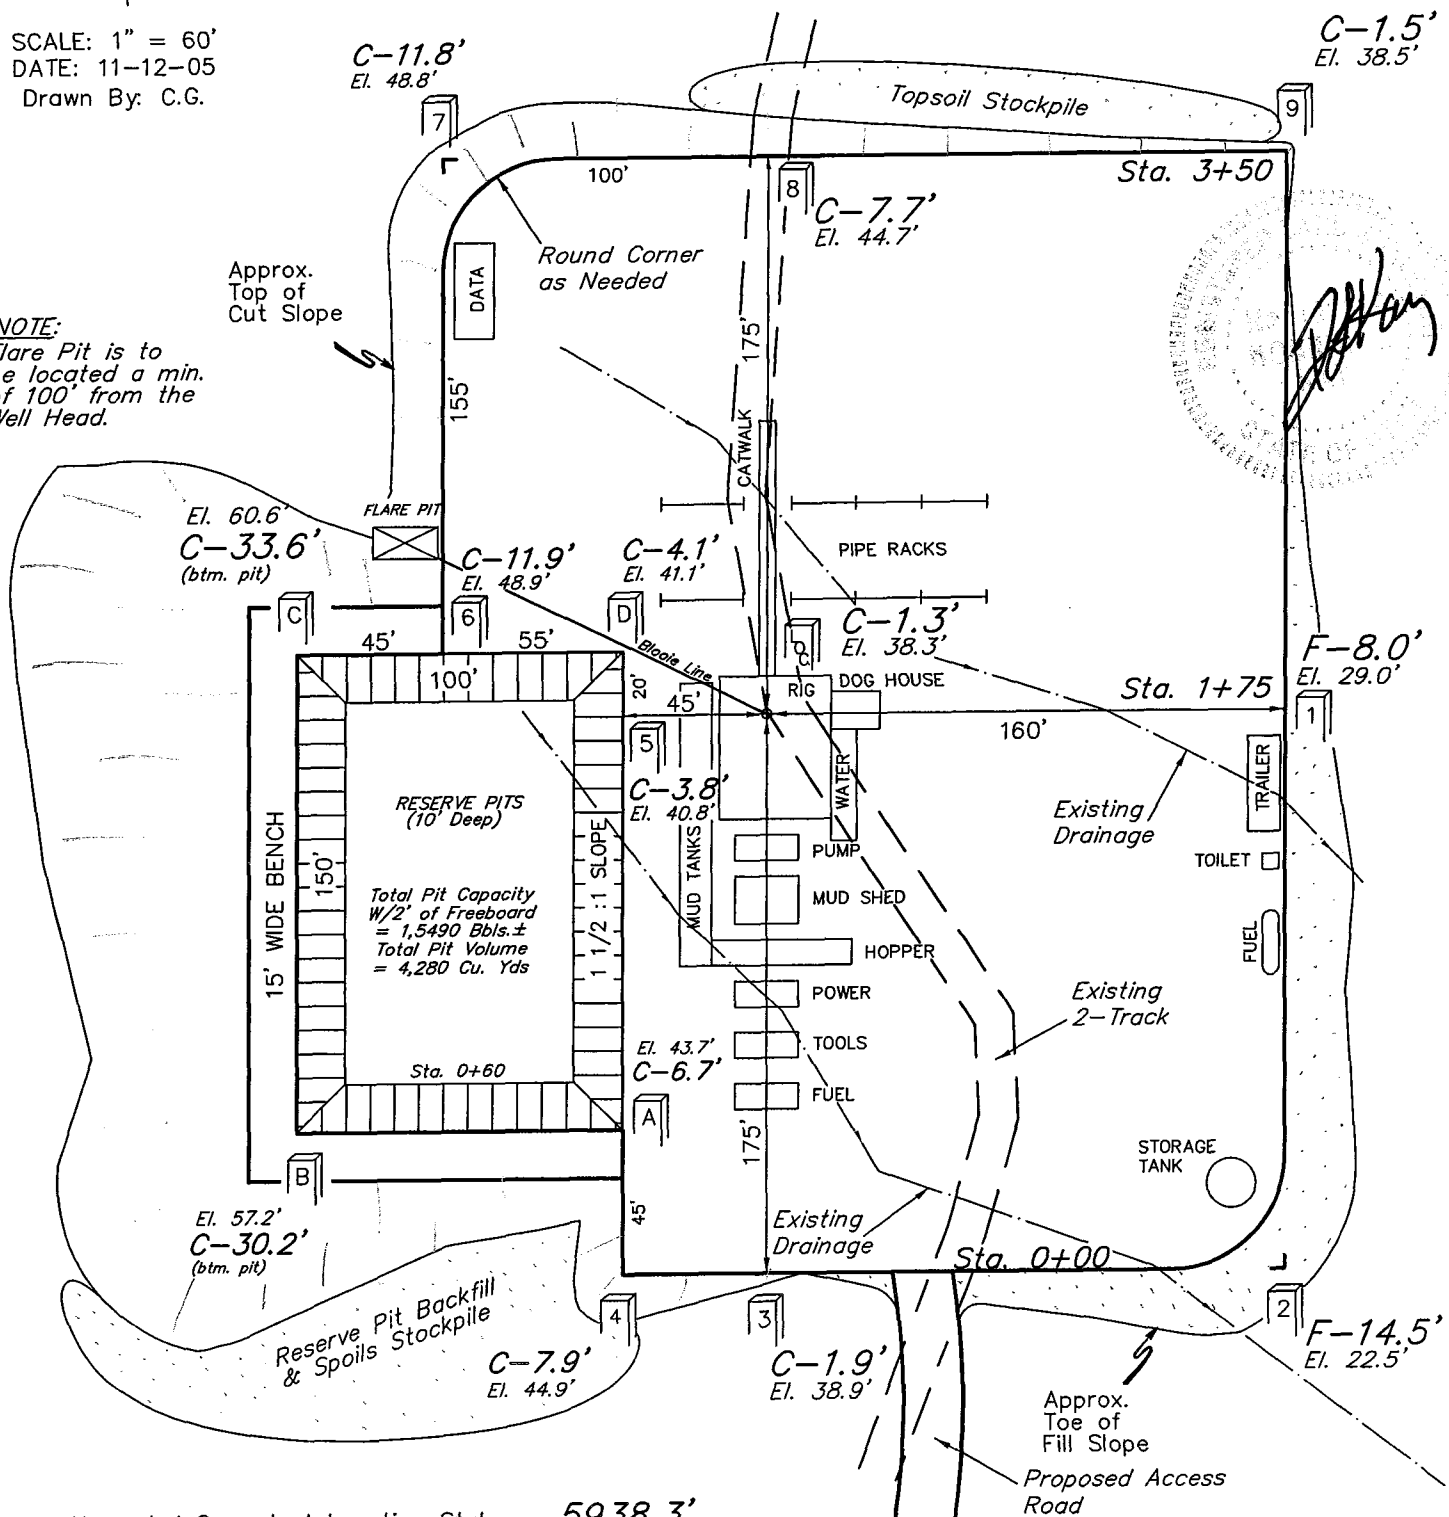 SCALE: 1" = 60'
DATE: 11-12-05
Drawn By: C.G.
C-11.8'
El. 48.8'
C-1.5'
El. 38.5'
7
Topsoil Stockpile
9
100'
8
Sta. 3+50
C-7.7'
El. 44.7'
Approx.
Top of
Cut Slope
DATA
Round Corner
as Needed
175'
NOTE:
lare Pit is to
e located a min.
f 100' from the
Well Head.
155'
CATWALK
El. 60.6'
C-33.6'
(btm. pit)
FLARE PIT
C-11.9'
El. 48.9'
C-4.1'
El. 41.1'
PIPE RACKS
C
6
D
45'
55'
100'
Blooie Line
20'
C-1.3'
El. 38.3'
RIG
DOG HOUSE
F-8.0'
El. 29.0'
Sta. 1+75
45'
160'
1
5
C-3.8'
El. 40.8'
WATER
TRAILER
RESERVE PITS
(10' Deep)
Existing
Drainage
15' WIDE BENCH
150'
1 1/2 :1 SLOPE
MUD TANKS
PUMP
TOILET
Total Pit Capacity
W/2' of Freeboard
= 1,5490 Bbls.±
Total Pit Volume
= 4,280 Cu. Yds
MUD SHED
HOPPER
FUEL
POWER
Existing
2-Track
TOOLS
El. 43.7'
C-6.7'
Sta. 0+60
FUEL
A
175'
STORAGE
TANK
B
45'
El. 57.2'
C-30.2'
(btm. pit)
Existing
Drainage
Sta. 0+00
Reserve Pit Backfill
& Spoils Stockpile
4
3
2
C-7.9'
El. 44.9'
C-1.9'
El. 38.9'
F-14.5'
El. 22.5'
Approx.
Toe of
Fill Slope
Proposed Access
Road
5938.3'